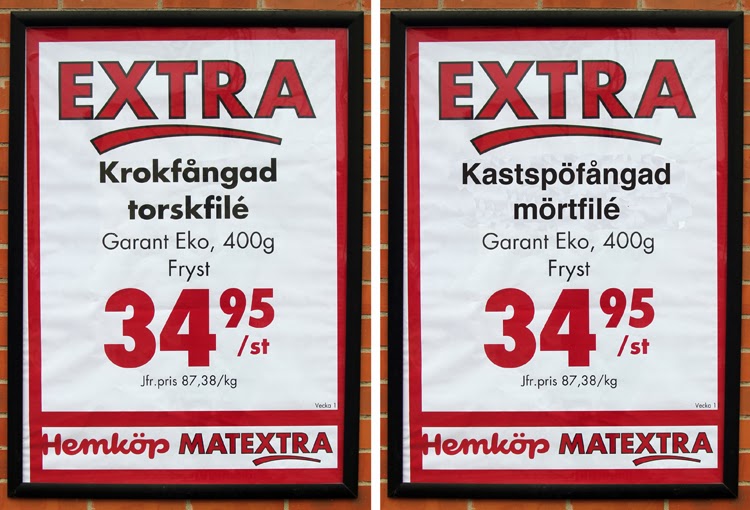 EXTRA
Krokfångad
torskfilé
Garant Eko, 400g
Fryst
34 95
/st
Jfr.pris 87,38/kg
Vecka 1
Hemköp MATEXTRA
EXTRA
Kastspöfångad
mörtfilé
Garant Eko, 400g
Fryst
34 95
/st
Jfr.pris 87,38/kg
Vecka 1
Hemköp MATEXTRA